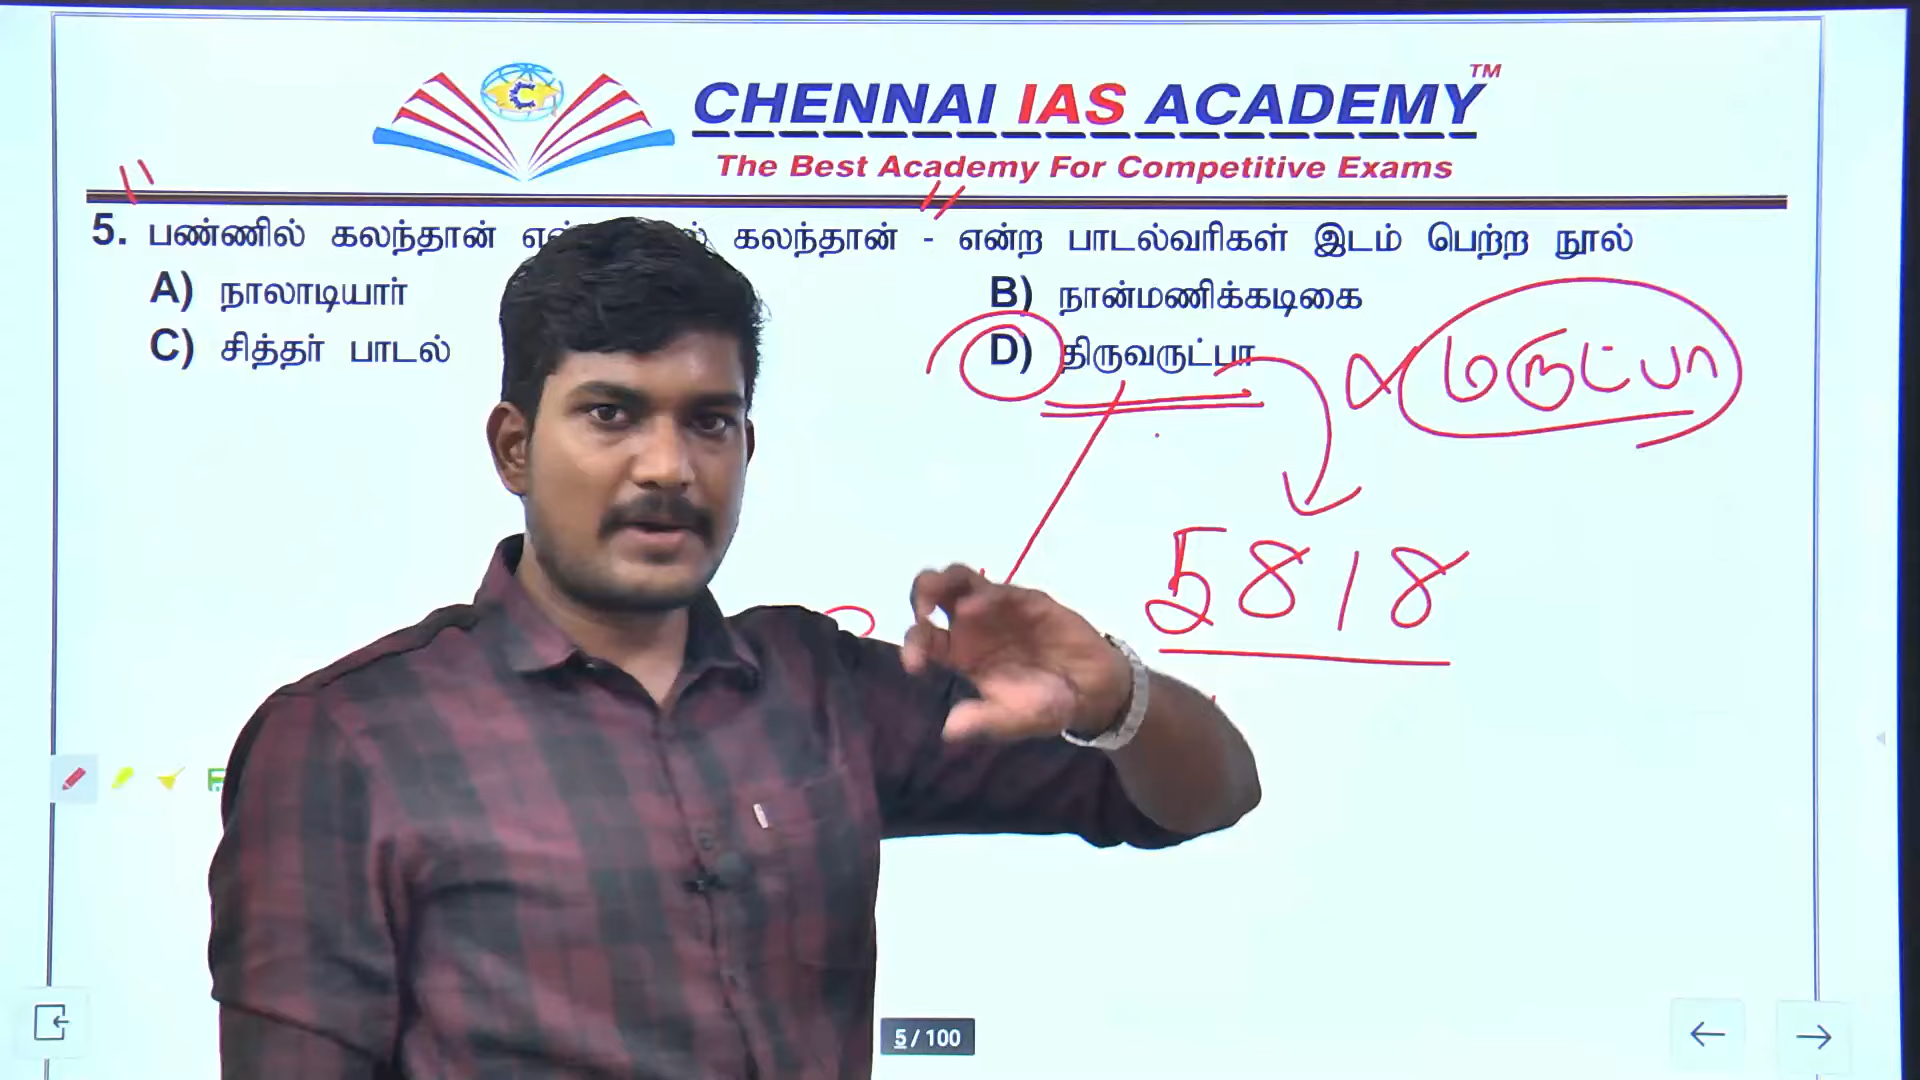 C
CHENNAI IAS ACADEMY TM
The Best Academy For Competitive Exams
5. பண்ணில் கலந்தான் கலந்தான் - என்ற பாடல்வரிகள் இடம் பெற்ற நூல்
A) நாலாடியார்
B) நான்மணிக்கடிகை
C) சித்தர் பாடல்
D) திருவருட்பா
மருட்பா
5818
5 / 100